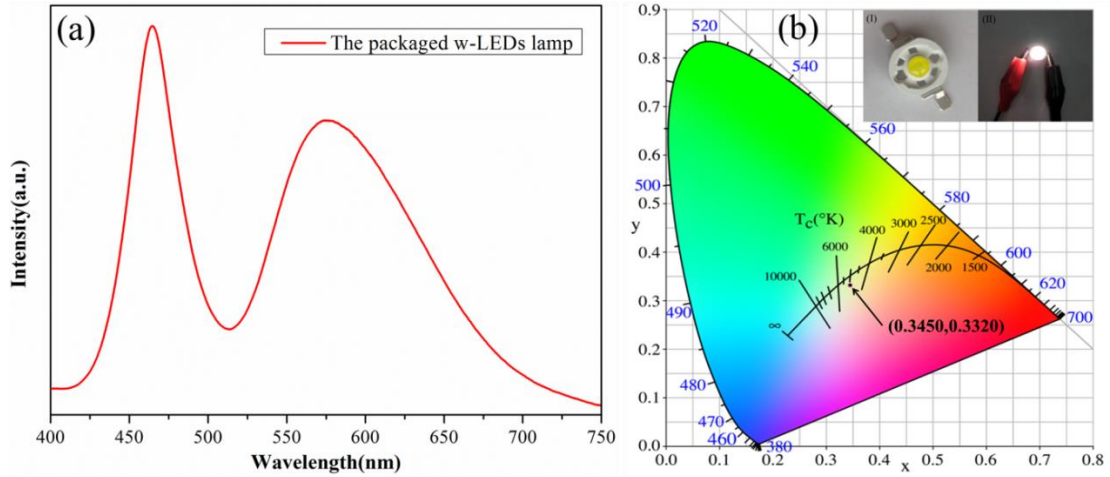 (a)
The packaged w-LEDs lamp
Intensity(a.u.)
400 450 500 550 600 650 700 750
Wavelength(nm)
(b)
(I)
(II)
y
0.9
0.8
0.7
0.6
0.5
0.4
0.3
0.2
0.1
0.0
520
540
560
500
580
T_C(°K)
4000 3000 2500
6000
600
10000
2000 1500
620
490
700
∞
(0.3450,0.3320)
480
470
460
380
0.0 0.1 0.2 0.3 0.4 0.5 0.6 0.7 0.8
x